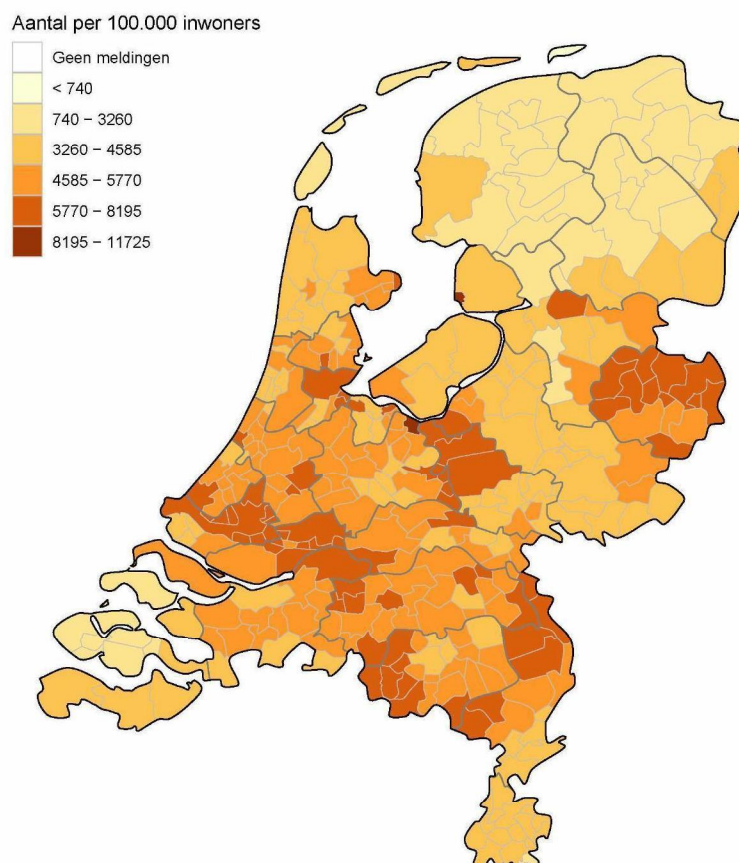 Aantal per 100.000 inwoners
Geen meldingen
< 740
740 – 3260
3260 – 4585
4585 – 5770
5770 – 8195
8195 – 11725